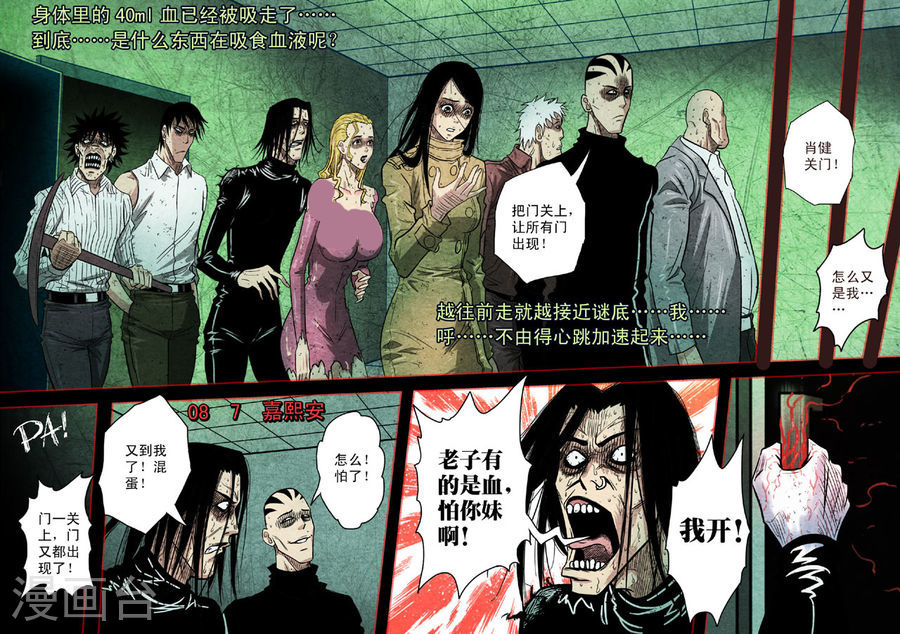 身体里的 40ml 血已经被吸走了……
到底……是什么东西在吸食血液呢？
肖健
关门！
把门关上，
让所有门
出现！
怎么又
是我……
……
越往前走就越接近谜底……我……
呼……不由得心跳加速起来……
PA!
门一关
上，门
又都出
现了！
08 7 嘉熙安
又到我
了！混
蛋！
怎么！
怕了！
老子有
的是血，
怕你妹
啊！
我开！
漫画台